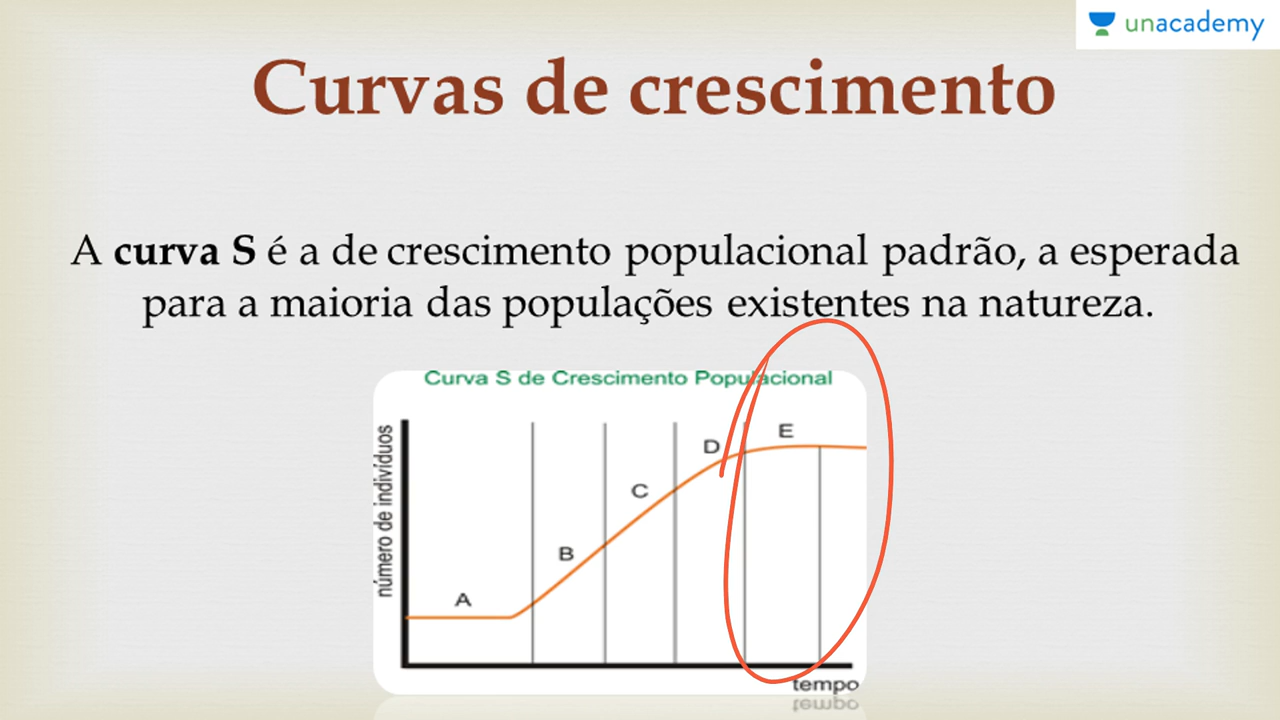 unacademy
Curvas de crescimento
A curva S é a de crescimento populacional padrão, a esperada
para a maioria das populações existentes na natureza.
Curva S de Crescimento Populacional
número de indivíduos
A
B
C
D
E
tempo